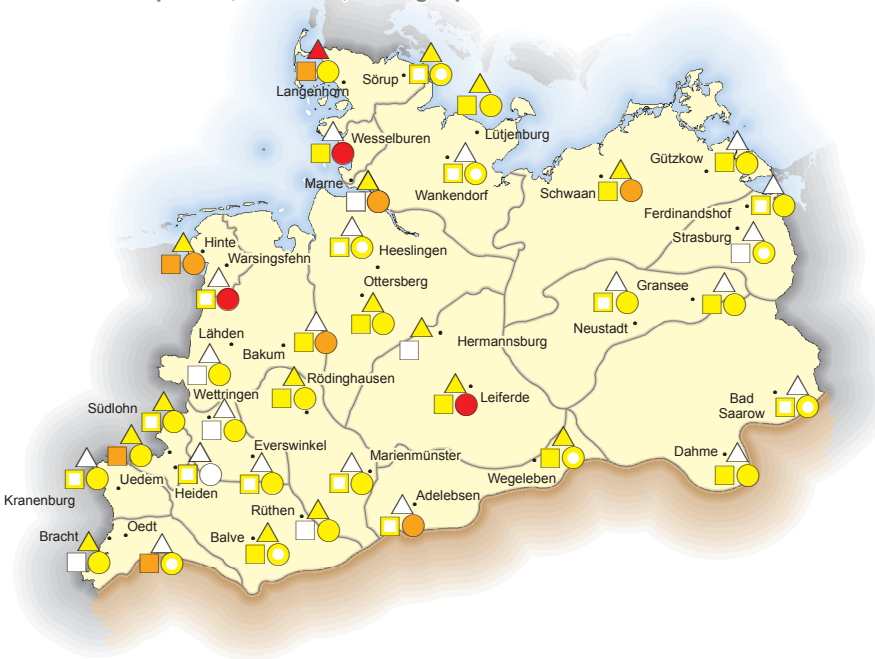 Langenhorn
Sörup
Lütjenburg
Wesselburen
Marne
Wankendorf
Schwaan
Gützkow
Ferdinandshof
Strasburg
Hinte
Warsingsfehn
Heeslingen
Ottersberg
Gransee
Neustadt
Lähden
Bakum
Hermannsburg
Rödinghausen
Leiferde
Wettringen
Südlohn
Bad
Saarow
Everswinkel
Marienmünster
Dahme
Wegeleben
Uedem
Heiden
Kranenburg
Rüthen
Adelebsen
Bracht
Oedt
Balve